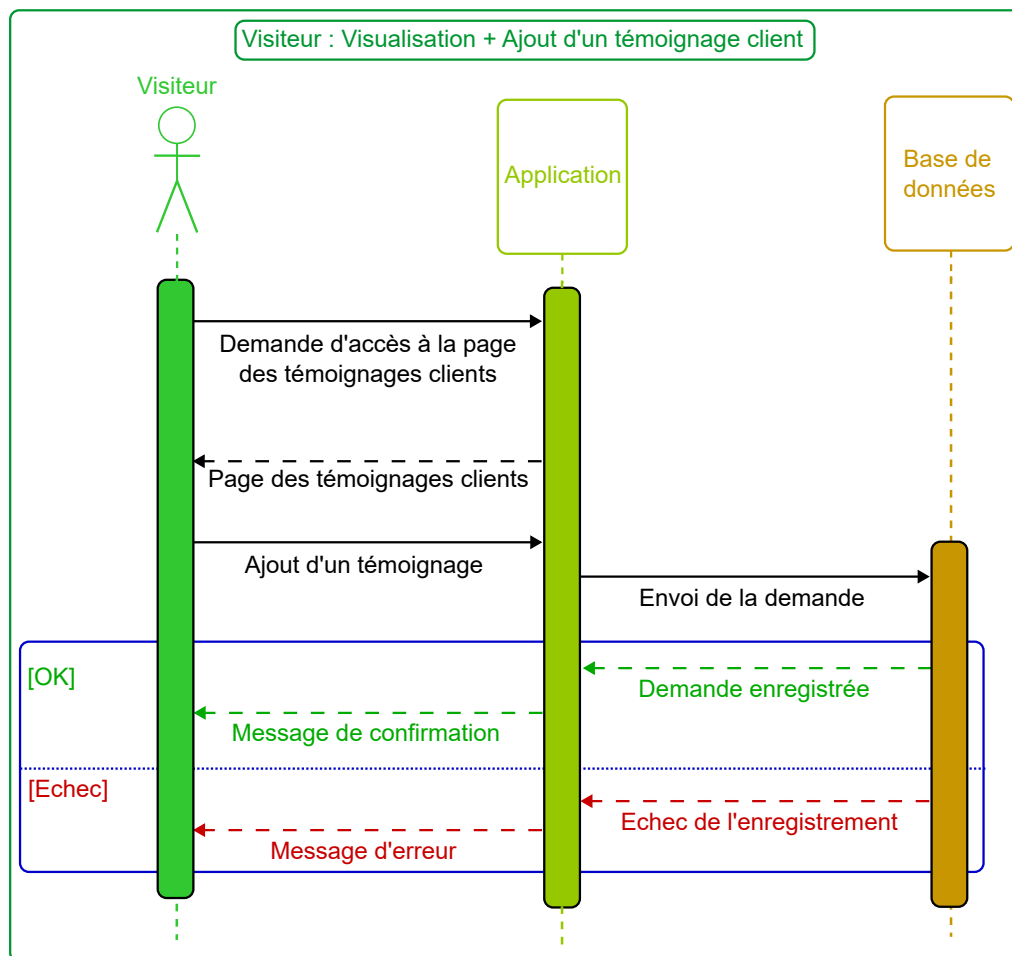 Visiteur : Visualisation + Ajout d'un témoignage client
Visiteur
Application
Base de
données
Demande d'accès à la page
des témoignages clients
Page des témoignages clients
Ajout d'un témoignage
Envoi de la demande
[OK]
Demande enregistrée
Message de confirmation
[Echec]
Echec de l'enregistrement
Message d'erreur